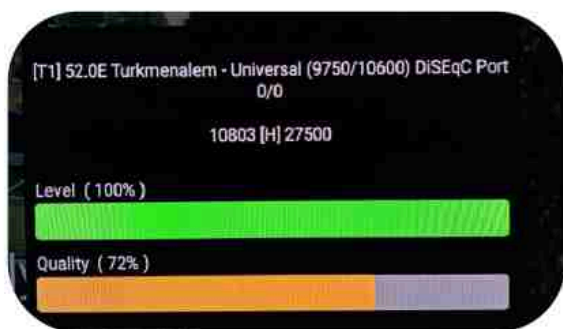 [T1] 52.0E Turkmenalem - Universal (9750/10600) DiSEqC Port
0/0
10803 [H] 27500
Level ( 100% )
Quality ( 72% )